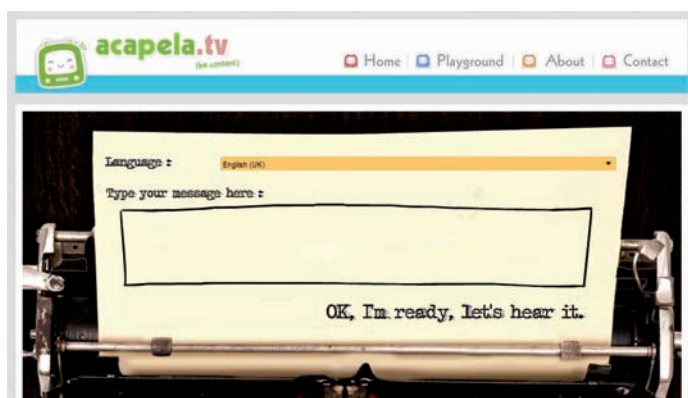 acapela.tv
(live content)
Home | Playground | About | Contact
Language :
English (UK)
Type your message here :
OK, I'm ready, let's hear it.